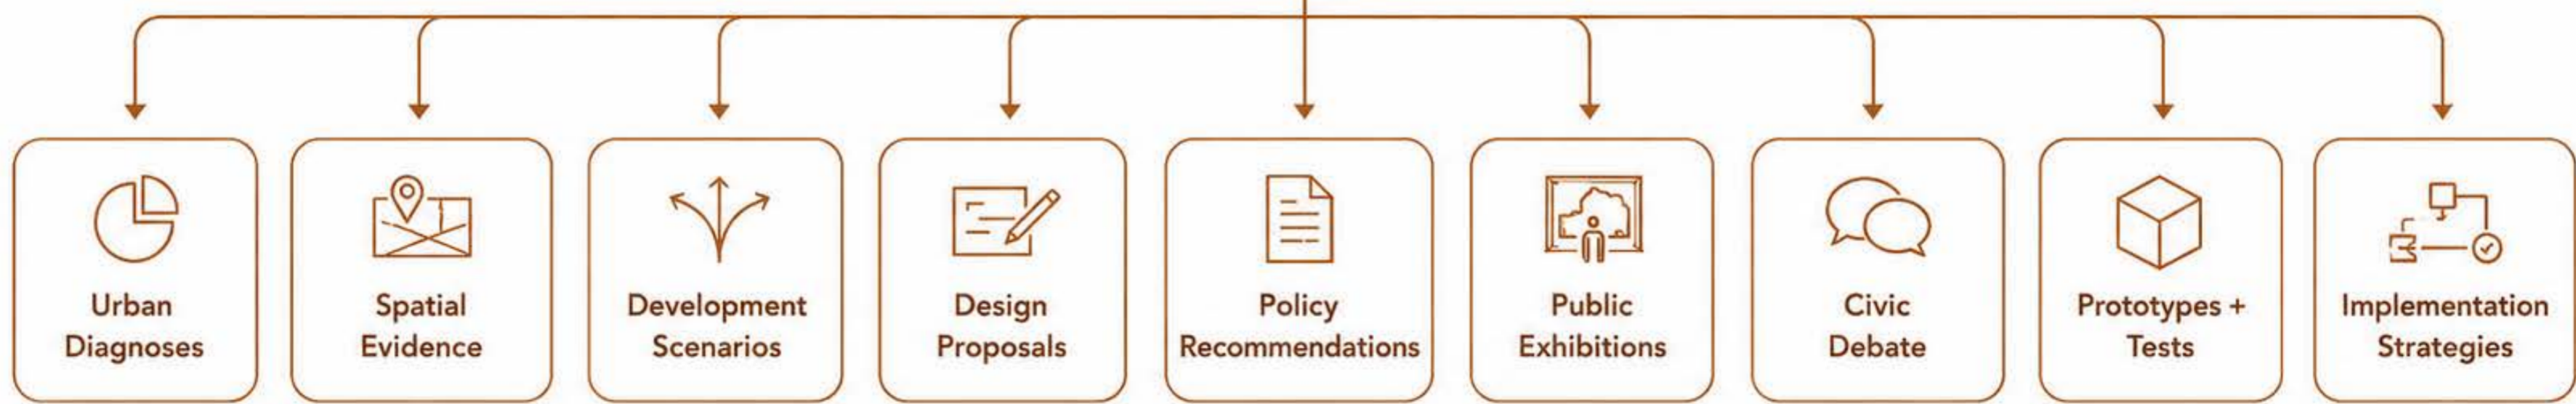 Urban
Diagnoses
Spatial
Evidence
Development
Scenarios
Design
Proposals
Policy
Recommendations
Public
Exhibitions
Civic
Debate
Prototypes +
Tests
Implementation
Strategies